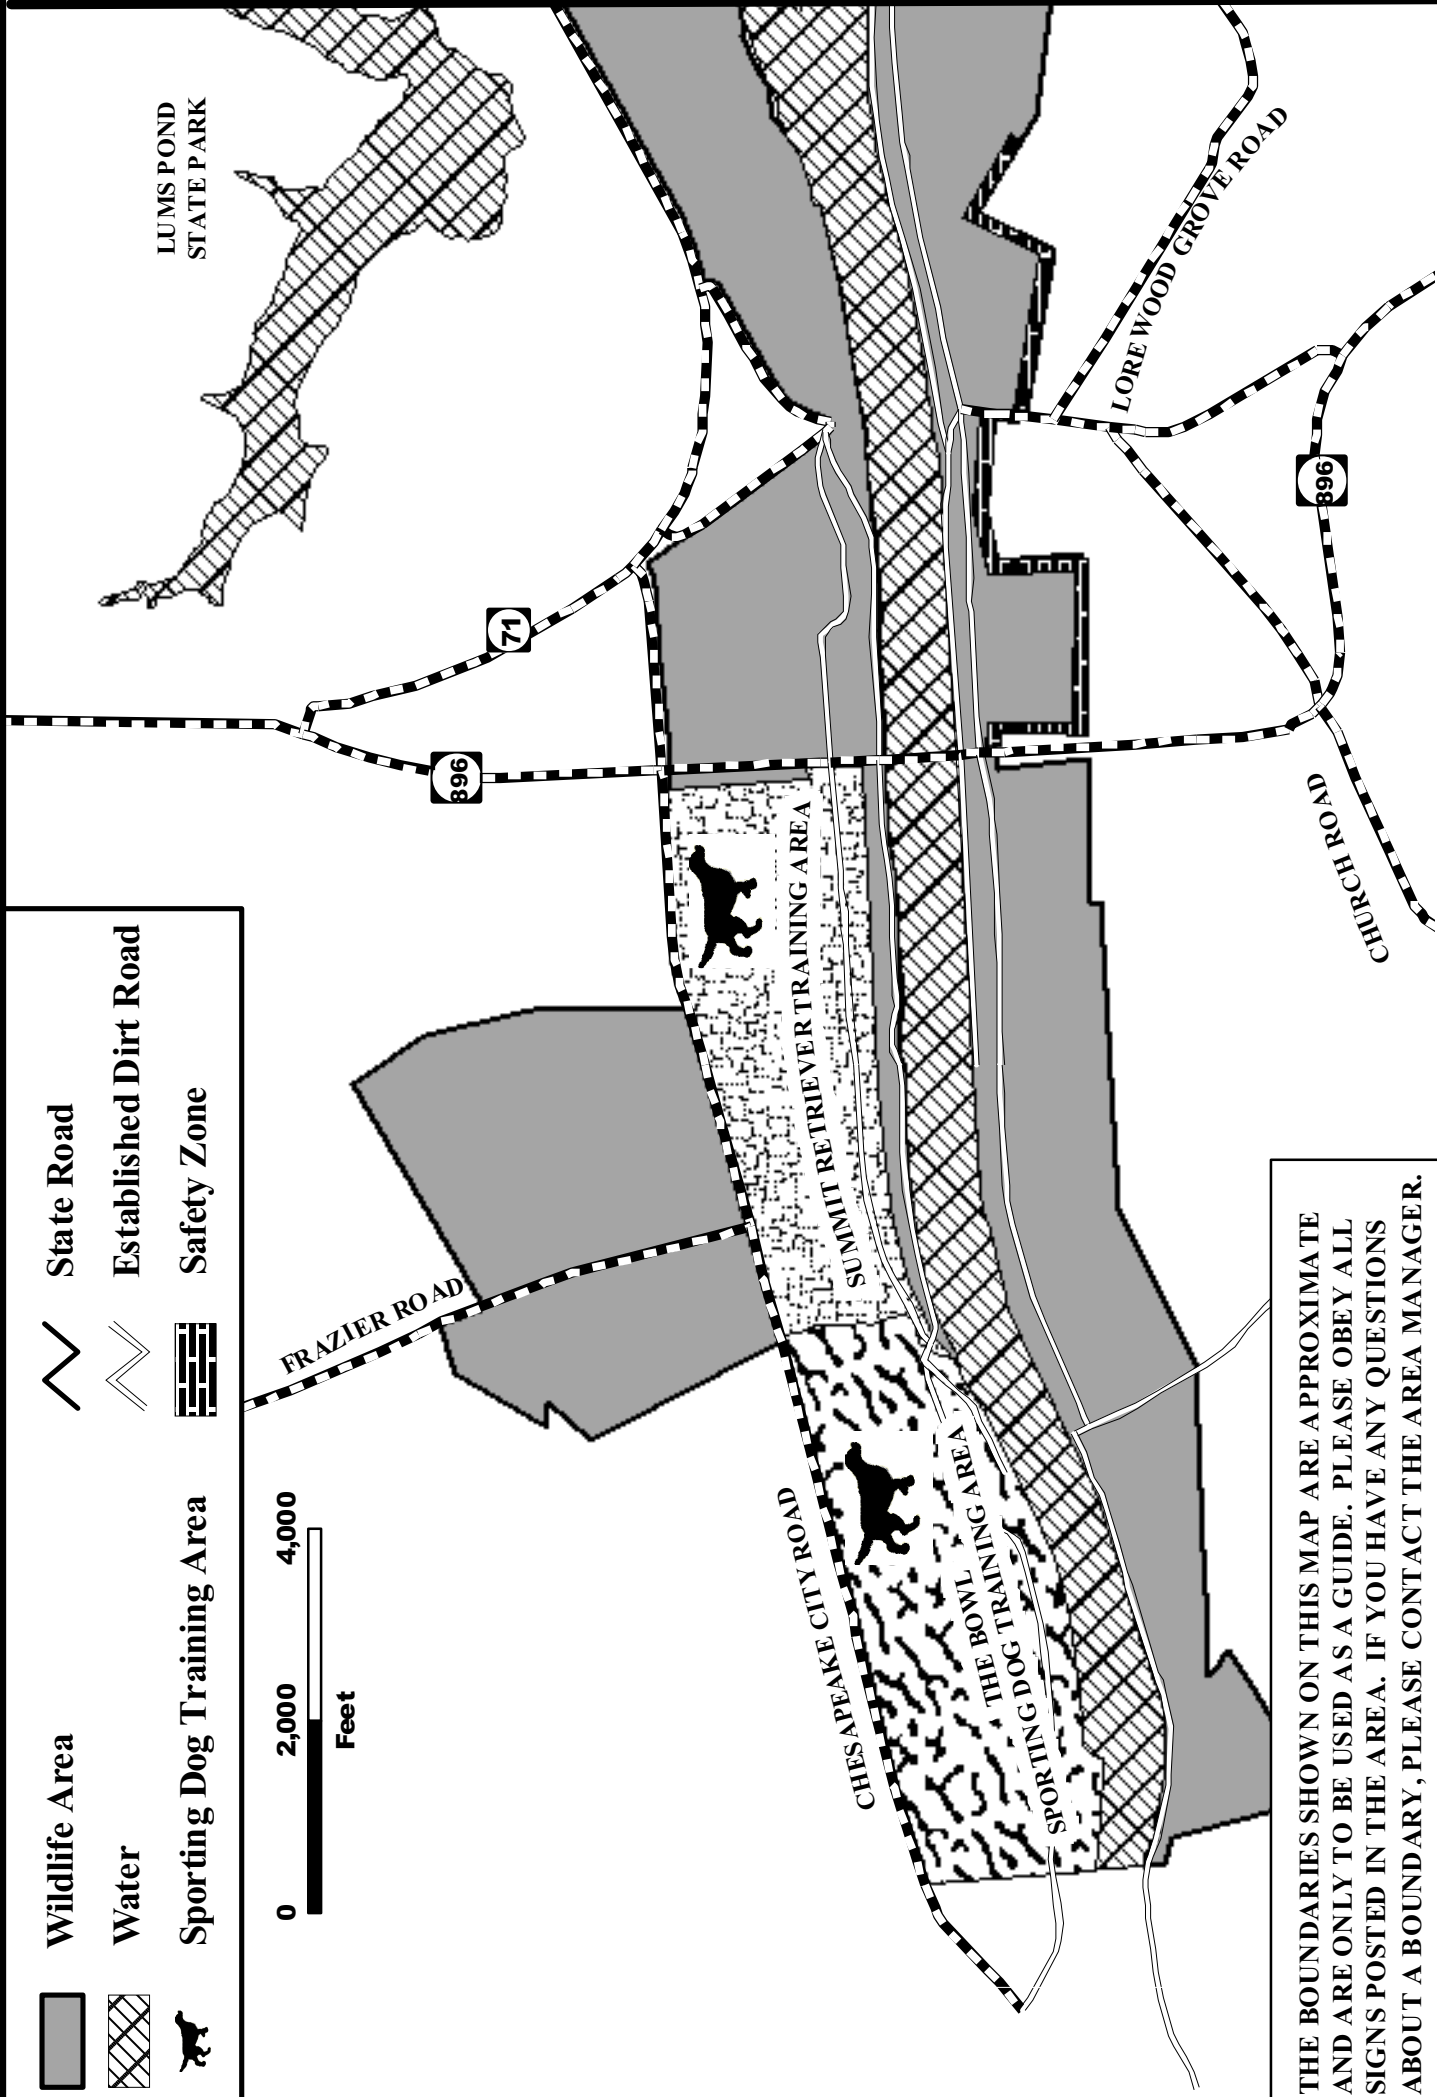 Wildlife Area
Water
Sporting Dog Training Area
State Road
Established Dirt Road
Safety Zone
0
2,000
4,000
Feet
LUMS POND
STATE PARK
71
896
896
FRAZIER ROAD
CHESAPEAKE CITY ROAD
SUMMIT RETRIEVER TRAINING AREA
THE BOWL
SPORTING DOG TRAINING AREA
LOREWOOD GROVE ROAD
CHURCH ROAD
THE BOUNDARIES SHOWN ON THIS MAP ARE APPROXIMATE
AND ARE ONLY TO BE USED AS A GUIDE. PLEASE OBEY ALL
SIGNS POSTED IN THE AREA. IF YOU HAVE ANY QUESTIONS
ABOUT A BOUNDARY, PLEASE CONTACT THE AREA MANAGER.